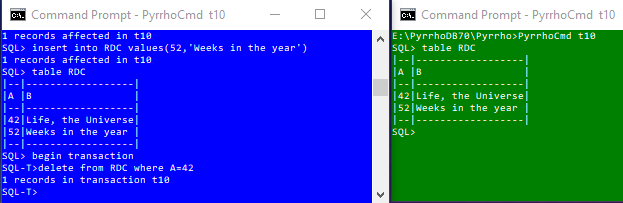 Command Prompt - PyrrhoCmd t10
1 records affected in t10
SQL> insert into RDC values(52,'Weeks in the year')
1 records affected in t10
SQL> table RDC
|--|------------------|
|A |B                 |
|--|------------------|
|42|Life, the Universe|
|52|Weeks in the year |
|--|------------------|
SQL> begin transaction
SQL-T>delete from RDC where A=42
1 records in transaction t10
SQL-T>
Command Prompt - PyrrhoCmd t10
E:\PyrrhoDB70\Pyrrho>PyrrhoCmd t10
SQL> table RDC
|--|------------------|
|A |B                 |
|--|------------------|
|42|Life, the Universe|
|52|Weeks in the year |
|--|------------------|
SQL>